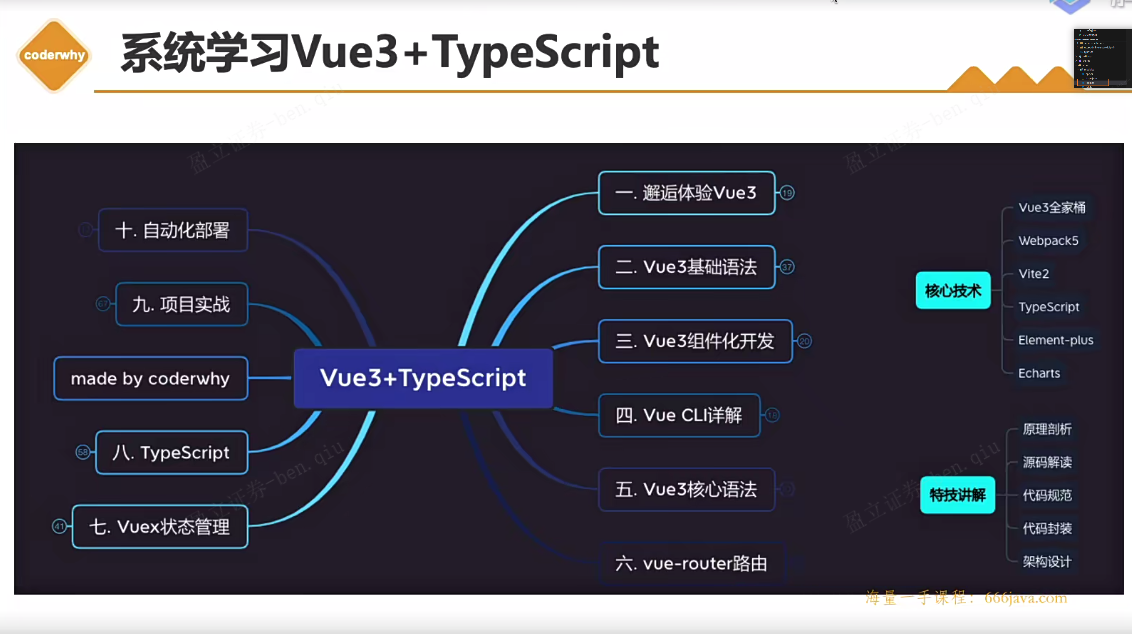 coderwhy
系统学习Vue3+TypeScript
盈立证券-ben.qiu
盈立证券-ben.qiu
一. 邂逅体验Vue3
19
二. Vue3基础语法
37
三. Vue3组件化开发
20
四. Vue CLI详解
五. Vue3核心语法
六. vue-router路由
Vue3+TypeScript
十. 自动化部署
九. 项目实战
67
made by coderwhy
八. TypeScript
58
七. Vuex状态管理
41
核心技术
Vue3全家桶
Webpack5
Vite2
TypeScript
Element-plus
Echarts
特技讲解
原理剖析
源码解读
代码规范
代码封装
架构设计
盈立证券-ben.qiu
盈立证券-ben.qiu
海量一手课程：666java.com